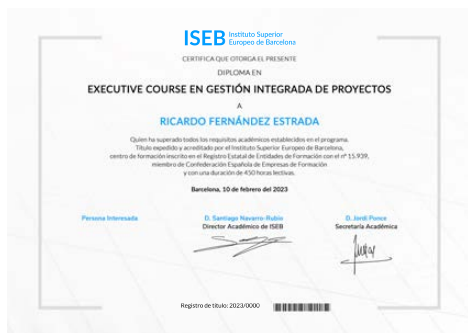 ISEB Instituto Superior
Europeo de Barcelona
CERTIFICA QUE OTORGA EL PRESENTE
DIPLOMA EN
EXECUTIVE COURSE EN GESTIÓN INTEGRADA DE PROYECTOS
A
RICARDO FERNÁNDEZ ESTRADA
Quien ha superado todos los requisitos académicos establecidos en el programa.
Título expedido y acreditado por el Instituto Superior Europeo de Barcelona,
centro de formación inscrito en el Registro Estatal de Entidades de Formación con el nº 15.939,
miembro de Confederación Española de Empresas de Formación
y con una duración de 450 horas lectivas.
Barcelona, 10 de febrero del 2023
Persona Interesada
D. Santiago Navarro-Rubio
Director Académico de ISEB
D. Jordi Ponce
Secretaría Académica
Registro de título: 2023/0000